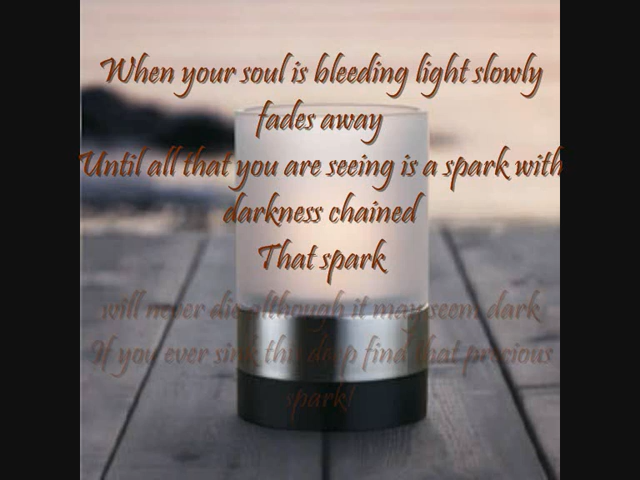 When your soul is bleeding light slowly
fades away
Until all that you are seeing is a spark with
darkness chained
That spark
will never die although it may seem dark
If you ever sink this deep find that precious
spark!